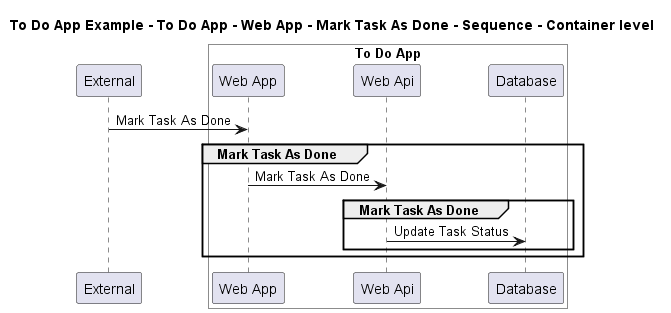 To Do App Example - To Do App - Web App - Mark Task As Done - Sequence - Container level
To Do App
External
Web App
Web Api
Database
Mark Task As Done
Mark Task As Done
Mark Task As Done
Mark Task As Done
Update Task Status
External
Web App
Web Api
Database